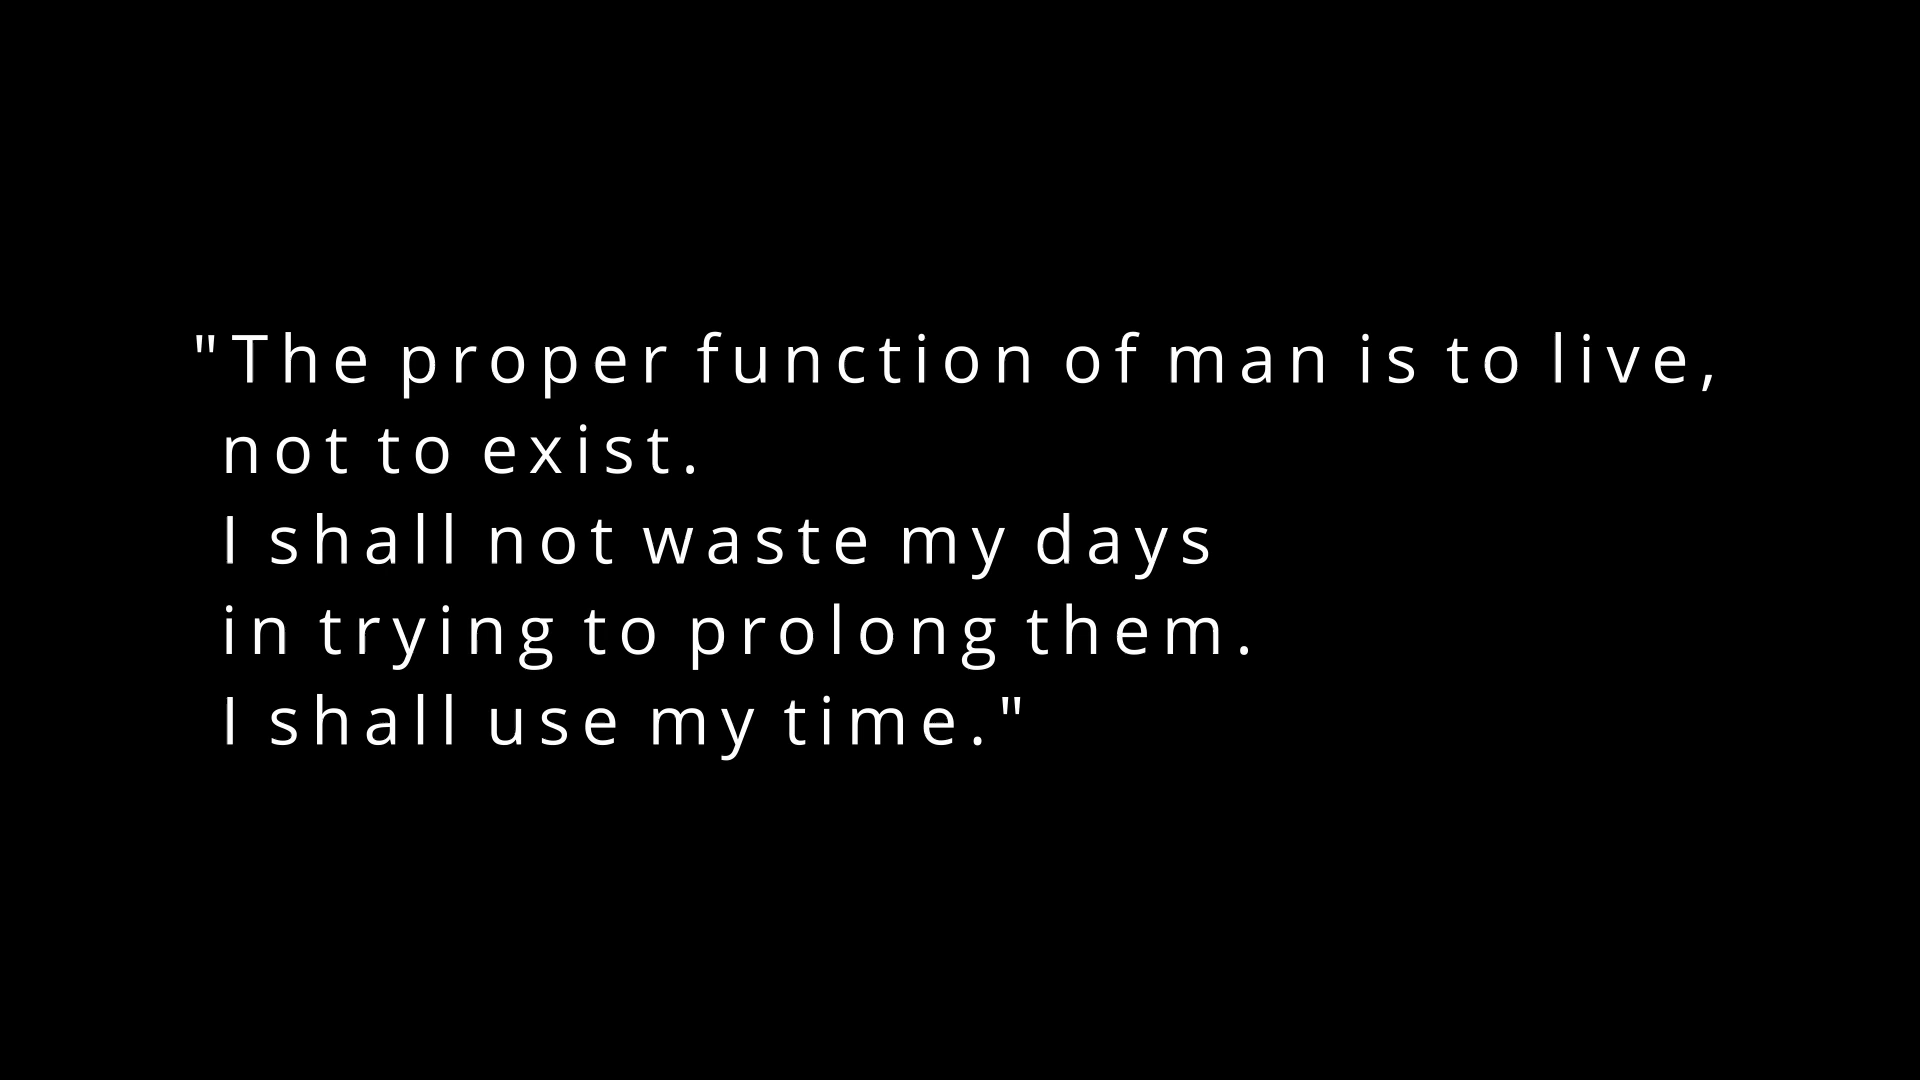 "The proper function of man is to live,
not to exist.
I shall not waste my days
in trying to prolong them.
I shall use my time."